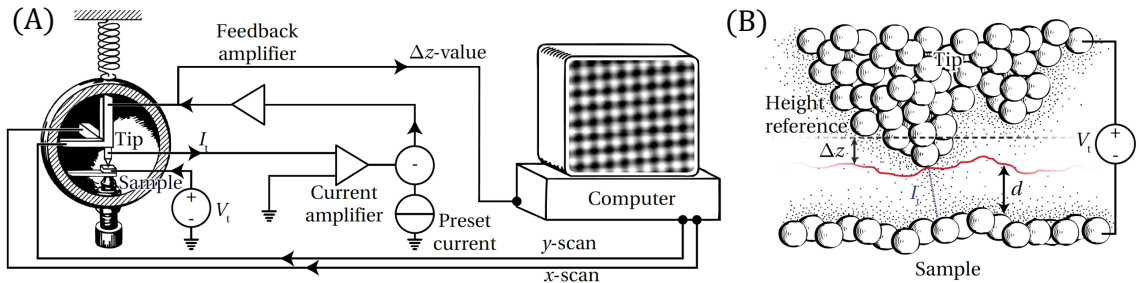 (A)
Feedback
amplifier
Δz-value
Tip
Iₜ
Sample
+
-
Vₜ
Current
amplifier
-
Preset
current
Computer
y-scan
x-scan
(B)
Tip
Height
reference
Δz
d
Iₜ
+
-
Vₜ
Sample